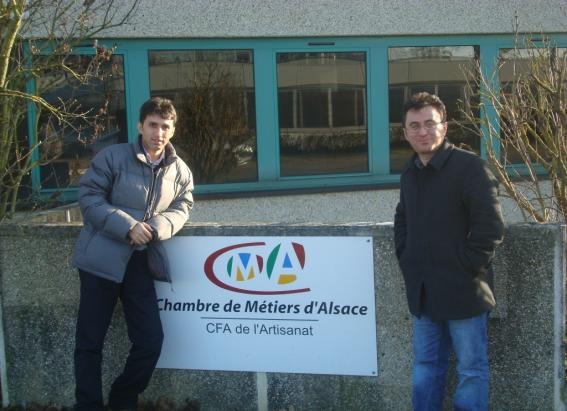 CMA
Chambre de Métiers d'Alsace
CFA de l'Artisanat